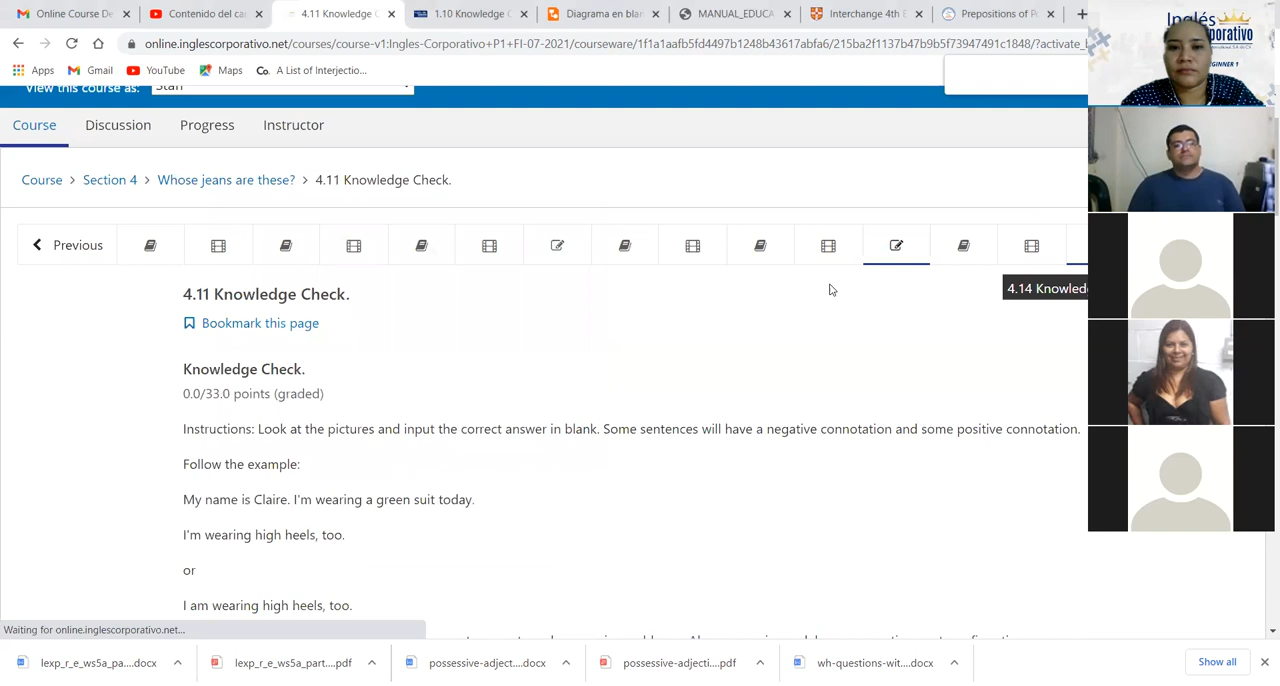 Online Course De
Contenido del ca
4.11 Knowledge C
1.10 Knowledge C
Diagrama en blan
MANUAL_EDUCA
Interchange 4th E
Prepositions of P
online.inglescorporativo.net/courses/course-v1:Ingles-Corporativo+P1+FI-07-2021/courseware/1f1a1aafb5fd4497b1248b43617abfa6/215ba2f1137b47b9b5f73947491c1848/?activate_
Apps
Gmail
YouTube
Maps
Co.
A List of Interjectio...
View this course as:
Staff
Course
Discussion
Progress
Instructor
Course > Section 4 > Whose jeans are these? > 4.11 Knowledge Check.
Previous
4.14 Knowled
4.11 Knowledge Check.
Bookmark this page
Knowledge Check.
0.0/33.0 points (graded)
Instructions: Look at the pictures and input the correct answer in blank. Some sentences will have a negative connotation and some positive connotation.
Follow the example:
My name is Claire. I'm wearing a green suit today.
I'm wearing high heels, too.
or
I am wearing high heels, too.
Waiting for online.inglescorporativo.net...
lexp_r_e_ws5a_pa....docx
lexp_r_e_ws5a_part....pdf
possessive-adject....docx
possessive-adjecti....pdf
wh-questions-wit....docx
Show all
Inglés
orporativo
EGINNER 1